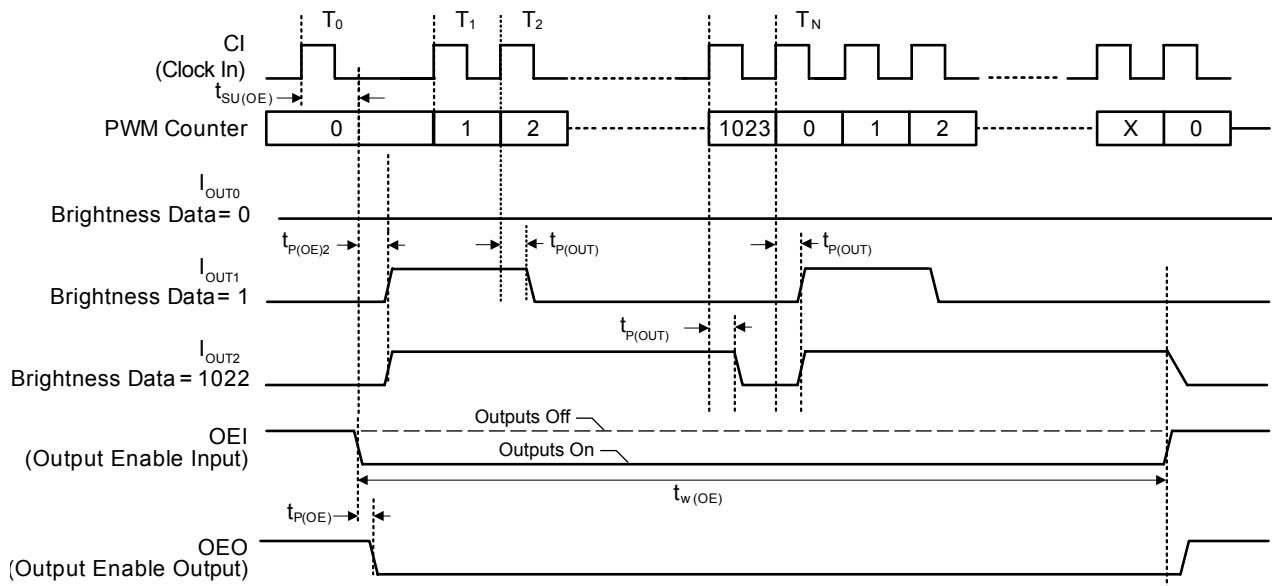 T0 T1 T2 TN
CI
(Clock In)
tSU(OE)
PWM Counter 0 1 2 1023 0 1 2 X 0
IOUT0
Brightness Data= 0
tP(OE)2 tP(OUT) tP(OUT)
IOUT1
Brightness Data= 1
tP(OUT)
IOUT2
Brightness Data = 1022
Outputs Off
OEI
(Output Enable Input)
Outputs On
tw(OE)
tP(OE)
OEO
(Output Enable Output)